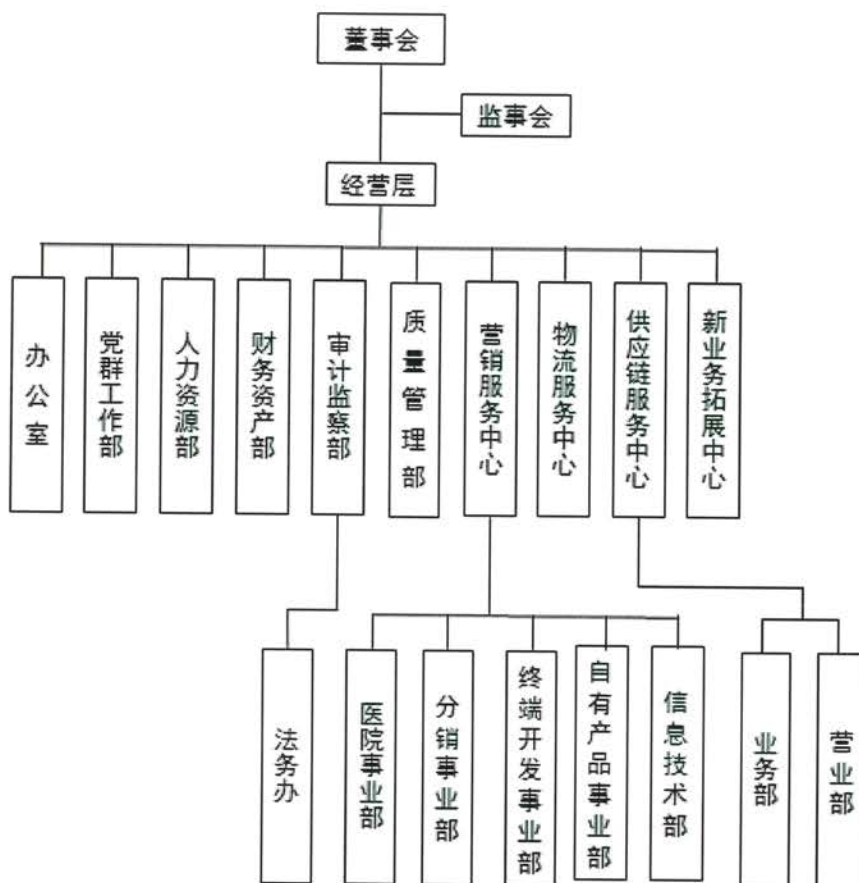 董事会
监事会
经营层
办公室
党群工作部
人力资源部
财务资产部
审计监察部
质量管理部
营销服务中心
物流服务中心
供应链服务中心
新业务拓展中心
法务办
医院事业部
分销事业部
终端开发事业部
自有产品事业部
信息技术部
业务部
营业部